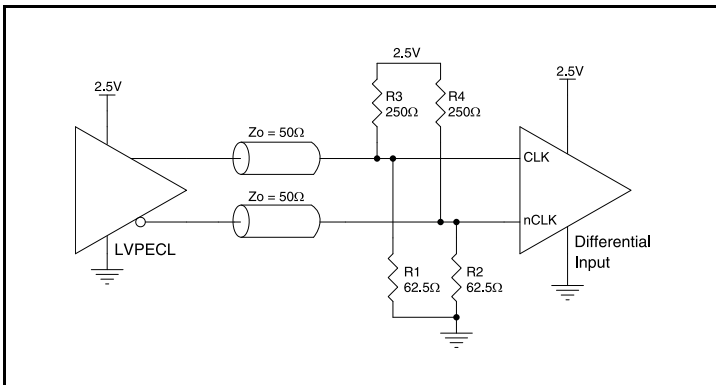 2.5V
2.5V
2.5V
R3
250Ω
R4
250Ω
Zo = 50Ω
CLK
Zo = 50Ω
nCLK
LVPECL
Differential
Input
R1
62.5Ω
R2
62.5Ω